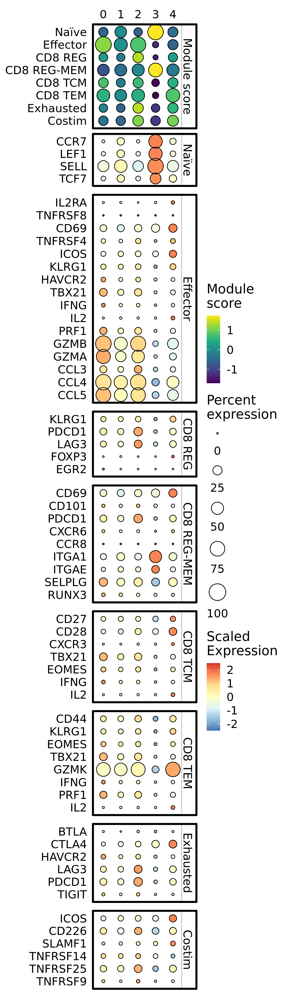 0 1 2 3 4
Naïve
Effector
CD8 REG
CD8 REG-MEM
CD8 TCM
CD8 TEM
Exhausted
Costim
Module score
CCR7
LEF1
SELL
TCF7
Naïve
IL2RA
TNFRSF8
CD69
TNFRSF4
ICOS
KLRG1
HAVCR2
TBX21
IFNG
IL2
PRF1
GZMB
GZMA
CCL3
CCL4
CCL5
Effector
KLRG1
PDCD1
LAG3
FOXP3
EGR2
CD8 REG
CD69
CD101
PDCD1
CXCR6
CCR8
ITGA1
ITGAE
SELPLG
RUNX3
CD8 REG-MEM
CD27
CD28
CXCR3
TBX21
EOMES
IFNG
IL2
CD8 TCM
CD44
KLRG1
EOMES
TBX21
GZMK
IFNG
PRF1
IL2
CD8 TEM
BTLA
CTLA4
HAVCR2
LAG3
PDCD1
TIGIT
Exhausted
ICOS
CD226
SLAMF1
TNFRSF14
TNFRSF25
TNFRSF9
Costim
Module
score
1
0
-1
Percent
expression
0
25
50
75
100
Scaled
Expression
2
1
0
-1
-2